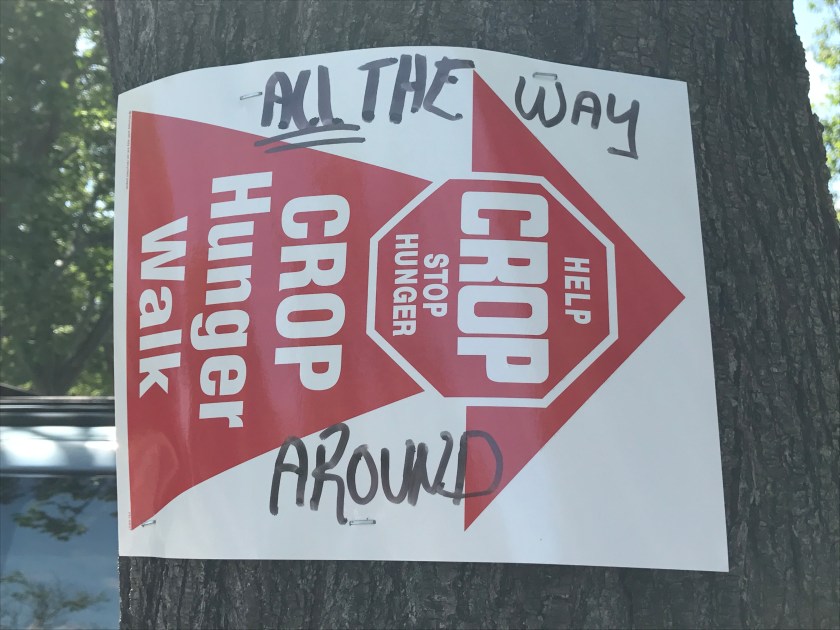 ALL THE WAY
HELP
CROP
STOP
HUNGER
CROP
Hunger
Walk
AROUND